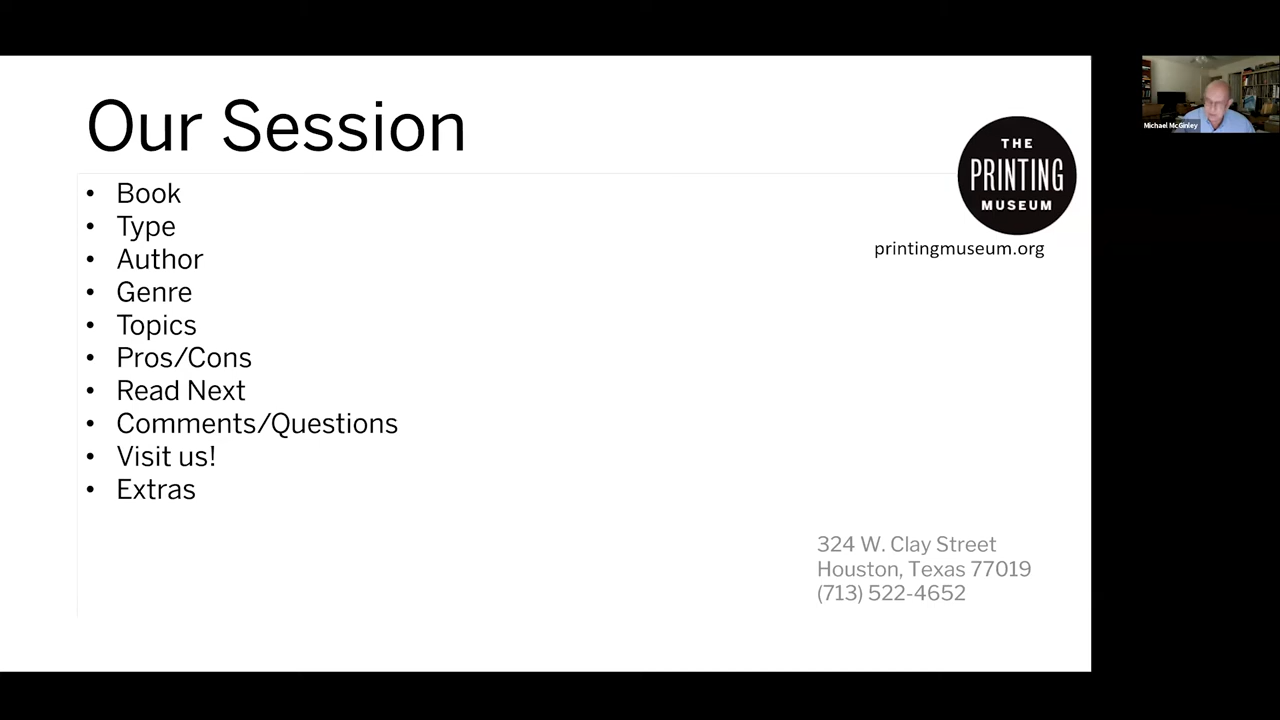 Our Session
• Book
• Type
• Author
• Genre
• Topics
• Pros/Cons
• Read Next
• Comments/Questions
• Visit us!
• Extras
THE
PRINTING
MUSEUM
printingmuseum.org
324 W. Clay Street
Houston, Texas 77019
(713) 522-4652
Michael McGinley